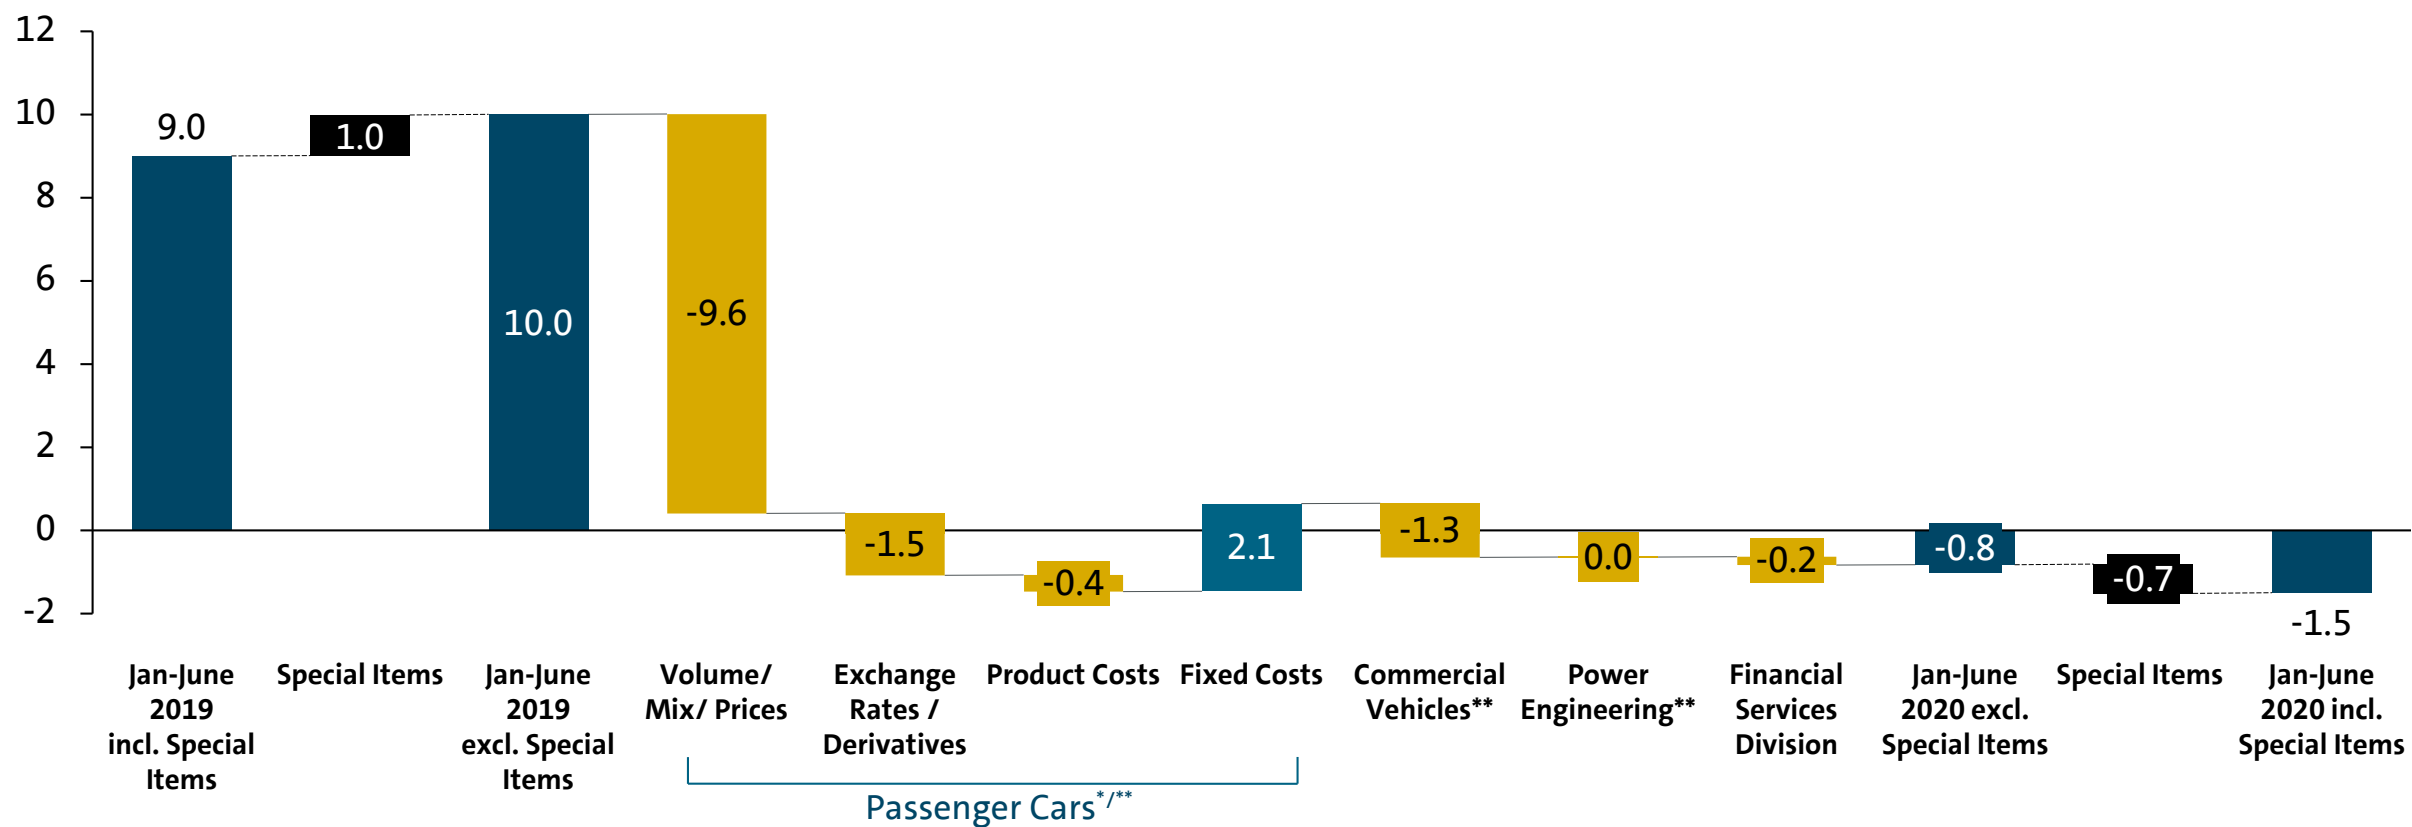 12
10
8
6
4
2
0
-2
9.0
1.0
10.0
-9.6
-1.5
-0.4
2.1
-1.3
0.0
-0.2
-0.8
-0.7
-1.5
Jan-June
2019
incl. Special
Items
Special Items
Jan-June
2019
excl. Special
Items
Volume/
Mix/ Prices
Exchange
Rates /
Derivatives
Product Costs
Fixed Costs
Commercial
Vehicles**
Power
Engineering**
Financial
Services
Division
Jan-June
2020 excl.
Special Items
Special Items
Jan-June
2020 incl.
Special Items
Passenger Cars*/**